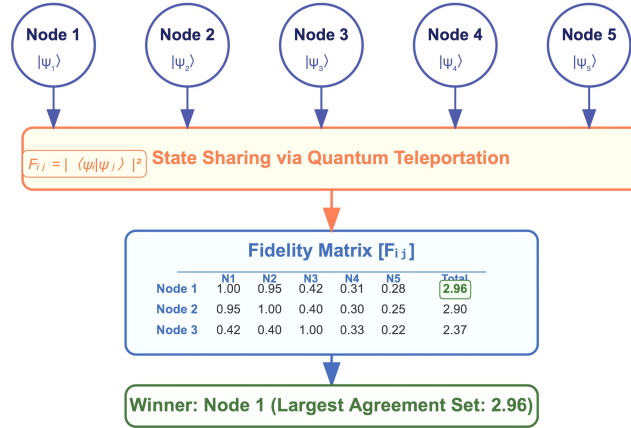 Node 1 Node 2 Node 3 Node 4 Node 5
|ψ₁⟩ |ψ₂⟩ |ψ₃⟩ |ψ₄⟩ |ψ₅⟩
Fᵢⱼ = | ⟨ψᵢ|ψⱼ⟩ |² State Sharing via Quantum Teleportation
Fidelity Matrix [Fᵢⱼ]
N1 N2 N3 N4 N5 Total
Node 1 1.00 0.95 0.42 0.31 0.28 2.96
Node 2 0.95 1.00 0.40 0.30 0.25 2.90
Node 3 0.42 0.40 1.00 0.33 0.22 2.37
Winner: Node 1 (Largest Agreement Set: 2.96)